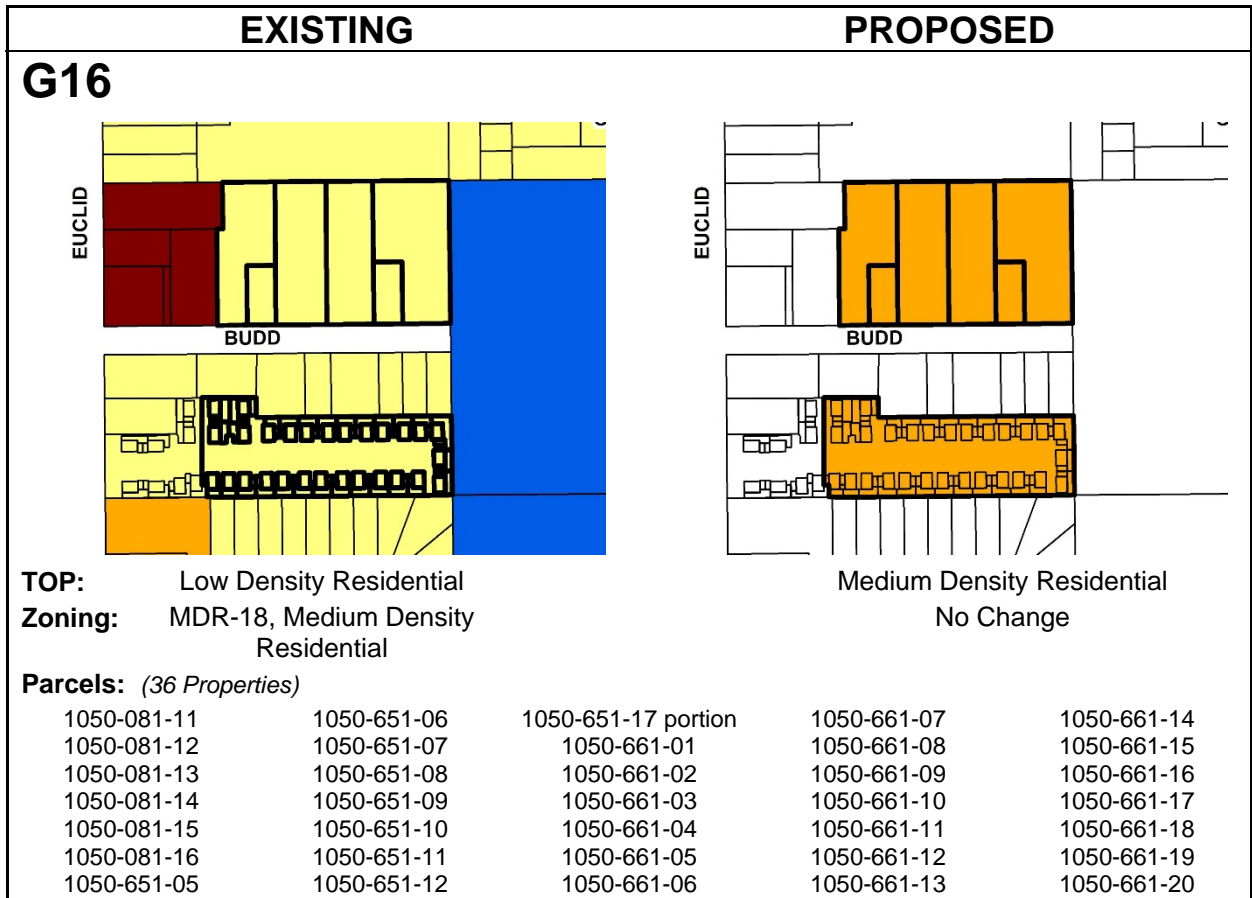 EXISTING PROPOSED
G16
EUCLID
BUDD
EUCLID
BUDD
TOP: Low Density Residential Medium Density Residential
Zoning: MDR-18, Medium Density No Change
Residential
Parcels: (36 Properties)
1050-081-11 1050-651-06 1050-651-17 portion 1050-661-07 1050-661-14
1050-081-12 1050-651-07 1050-661-01 1050-661-08 1050-661-15
1050-081-13 1050-651-08 1050-661-02 1050-661-09 1050-661-16
1050-081-14 1050-651-09 1050-661-03 1050-661-10 1050-661-17
1050-081-15 1050-651-10 1050-661-04 1050-661-11 1050-661-18
1050-081-16 1050-651-11 1050-661-05 1050-661-12 1050-661-19
1050-651-05 1050-651-12 1050-661-06 1050-661-13 1050-661-20